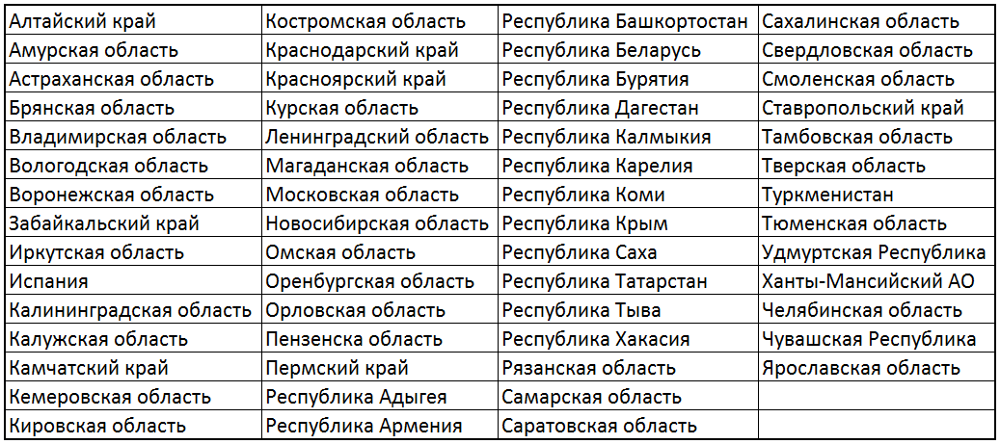 Алтайский край Костромская область Республика Башкортостан Сахалинская область
Амурская область Краснодарский край Республика Беларусь Свердловская область
Астраханская область Красноярский край Республика Бурятия Смоленская область
Брянская область Курская область Республика Дагестан Ставропольский край
Владимирская область Ленинградский область Республика Калмыкия Тамбовская область
Вологодская область Магаданская область Республика Карелия Тверская область
Воронежская область Московская область Республика Коми Туркменистан
Забайкальский край Новосибирская область Республика Крым Тюменская область
Иркутская область Омская область Республика Саха Удмуртская Республика
Испания Оренбургская область Республика Татарстан Ханты-Мансийский АО
Калининградская область Орловская область Республика Тыва Челябинская область
Калужская область Пензенска область Республика Хакасия Чувашская Республика
Камчатский край Пермский край Рязанская область Ярославская область
Кемеровская область Республика Адыгея Самарская область
Кировская область Республика Армения Саратовская область